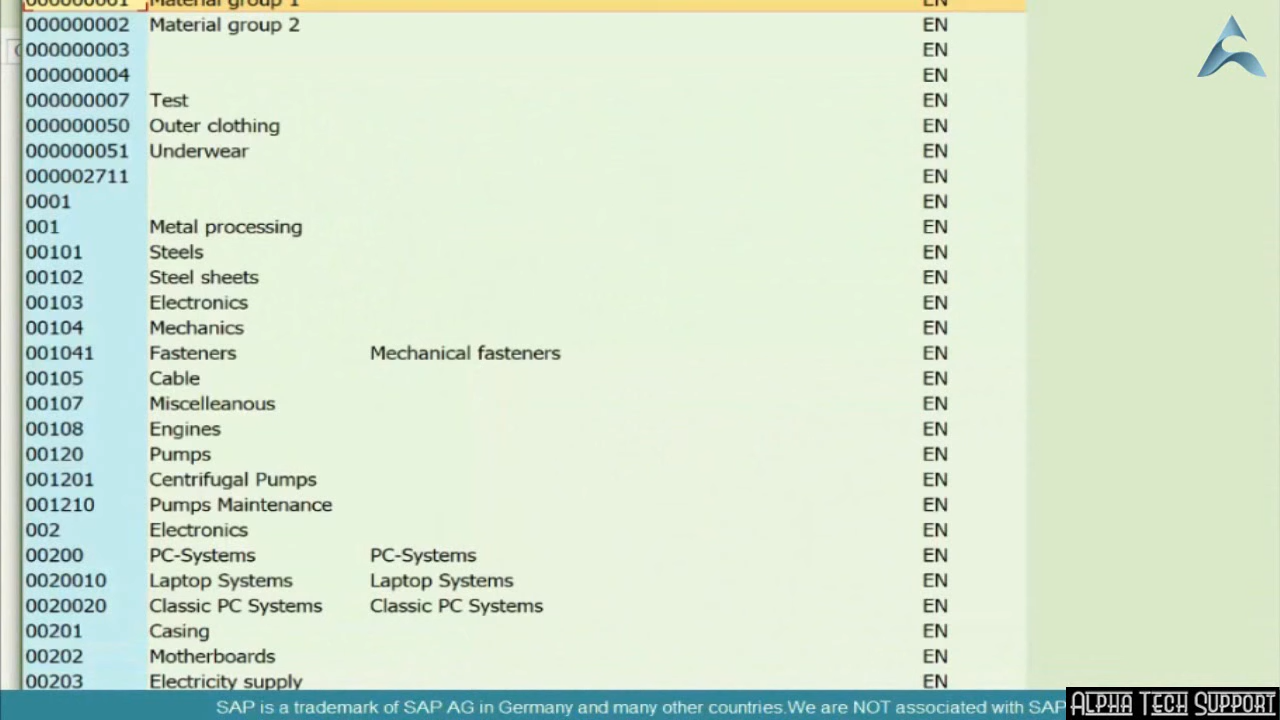 000000001 Material group 1 EN
000000002 Material group 2 EN
000000003 EN
000000004 EN
000000007 Test EN
000000050 Outer clothing EN
000000051 Underwear EN
000002711 EN
0001 EN
001 Metal processing EN
00101 Steels EN
00102 Steel sheets EN
00103 Electronics EN
00104 Mechanics EN
001041 Fasteners Mechanical fasteners EN
00105 Cable EN
00107 Miscelleanous EN
00108 Engines EN
00120 Pumps EN
001201 Centrifugal Pumps EN
001210 Pumps Maintenance EN
002 Electronics EN
00200 PC-Systems PC-Systems EN
0020010 Laptop Systems Laptop Systems EN
0020020 Classic PC Systems Classic PC Systems EN
00201 Casing EN
00202 Motherboards EN
00203 Electricity supply EN
SAP is a trademark of SAP AG in Germany and many other countries.We are NOT associated with SAP
Alpha Tech Support